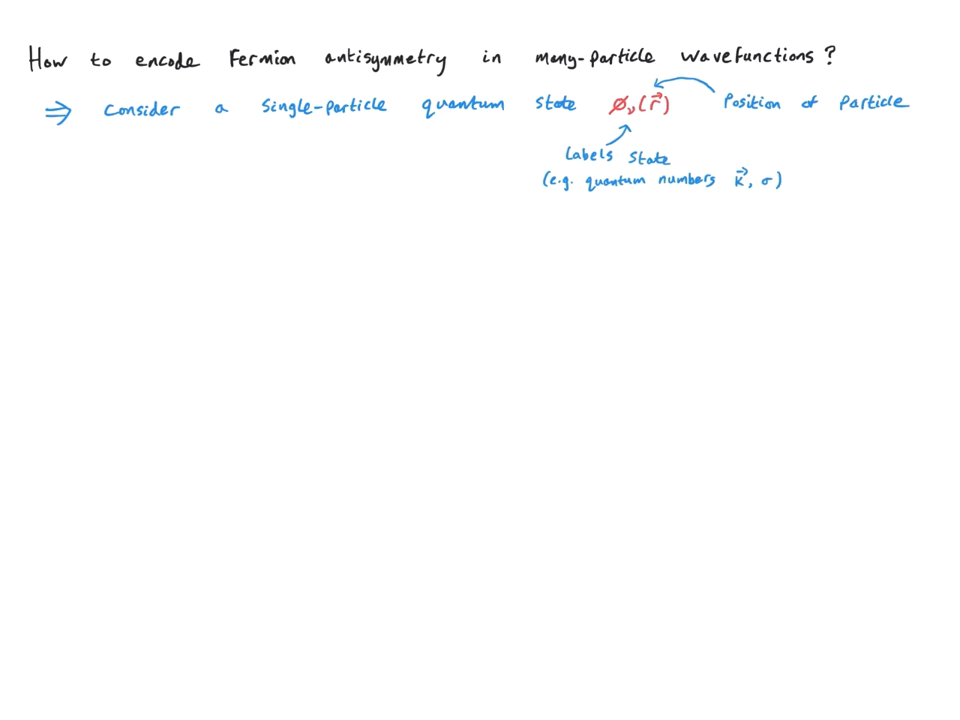 How to encode Fermion antisymmetry in many-particle wavefunctions?
⇒ Consider a single-particle quantum state ϕᵥ(r⃗) Position of particle
Labels state
(e.g. quantum numbers k⃗, σ)